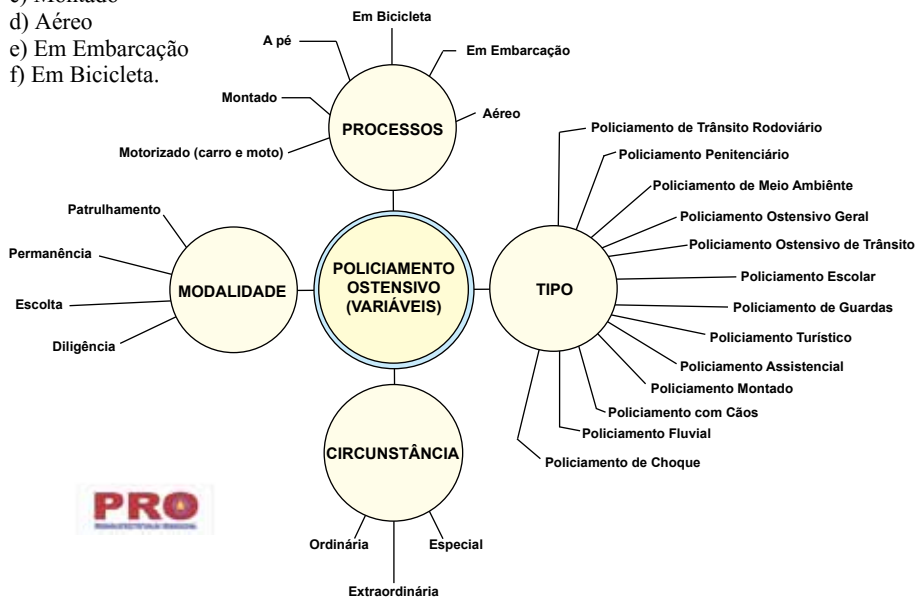 c) Montado
d) Aéreo
e) Em Embarcação
f) Em Bicicleta.
Em Bicicleta
A pé
Em Embarcação
Montado
Aéreo
Motorizado (carro e moto)
PROCESSOS
Policiamento de Trânsito Rodoviário
Policiamento Penitenciário
Policiamento de Meio Ambiênte
Policiamento Ostensivo Geral
Policiamento Ostensivo de Trânsito
Policiamento Escolar
Policiamento de Guardas
Policiamento Turístico
Policiamento Assistencial
Policiamento Montado
Policiamento com Cãos
Policiamento Fluvial
Policiamento de Choque
TIPO
Patrulhamento
Permanência
Escolta
Diligência
MODALIDADE
POLICIAMENTO
OSTENSIVO
(VARIÁVEIS)
CIRCUNSTÂNCIA
Ordinária
Especial
Extraordinária
PRO